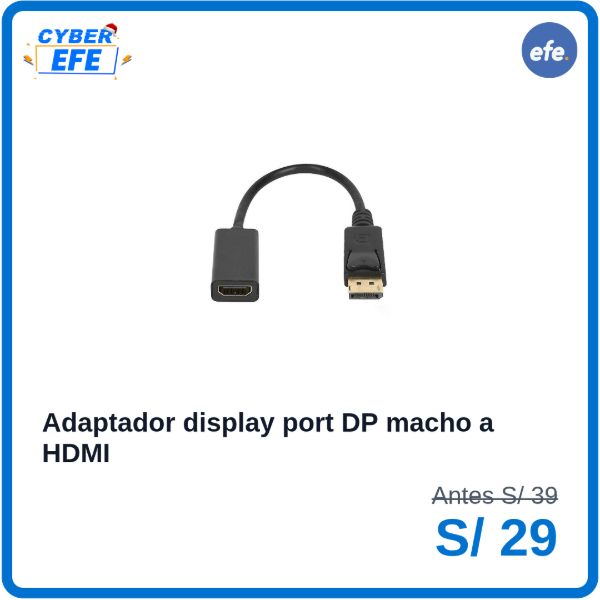 CYBER
EFE
efe.
Adaptador display port DP macho a
HDMI
Antes S/ 39
S/ 29